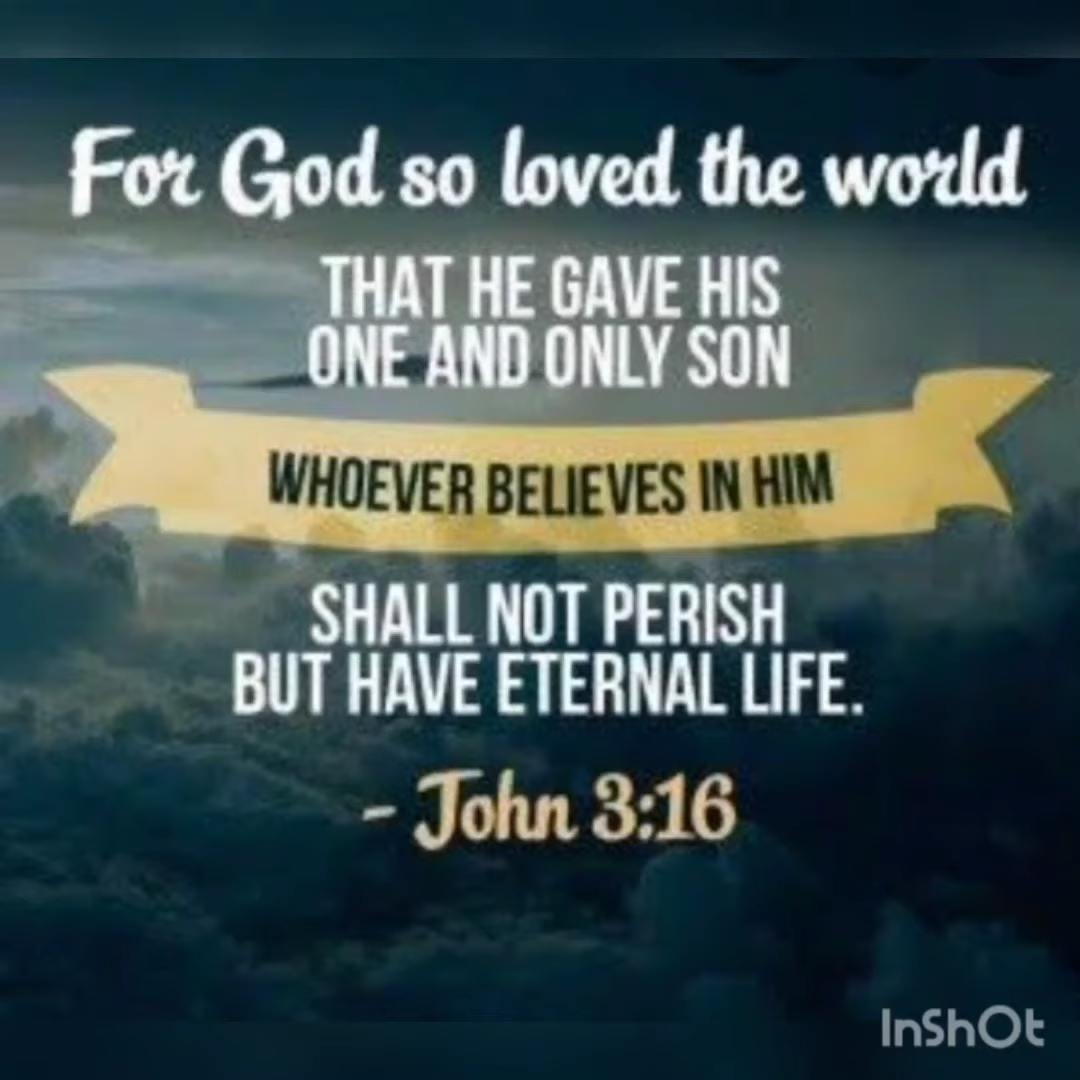 For God so loved the world
THAT HE GAVE HIS
ONE AND ONLY SON
WHOEVER BELIEVES IN HIM
SHALL NOT PERISH
BUT HAVE ETERNAL LIFE.
- John 3:16
InShOt